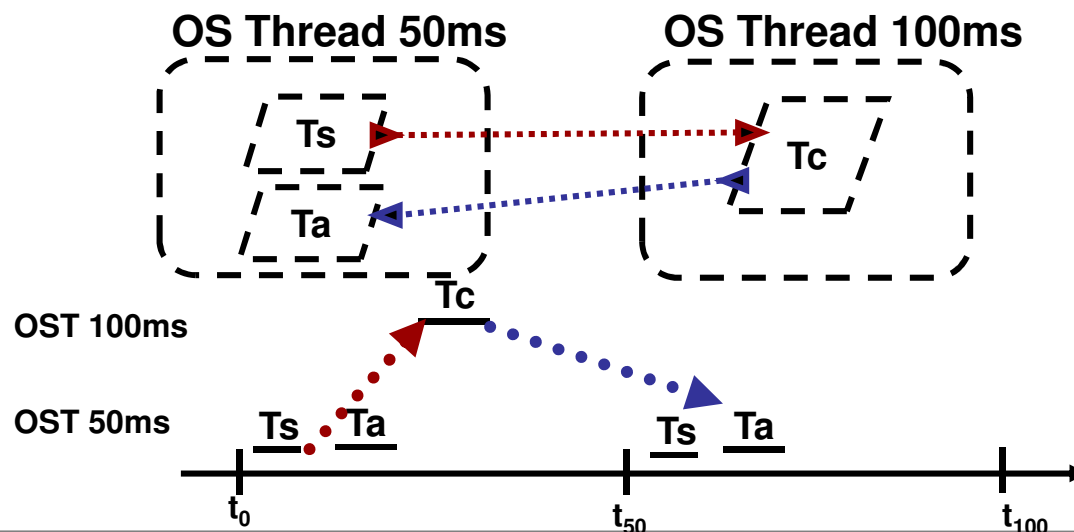 OS Thread 50ms
OS Thread 100ms
Ts
Tc
Ta
Tc
OST 100ms
OST 50ms
Ts
Ta
Ts
Ta
t0
t50
t100